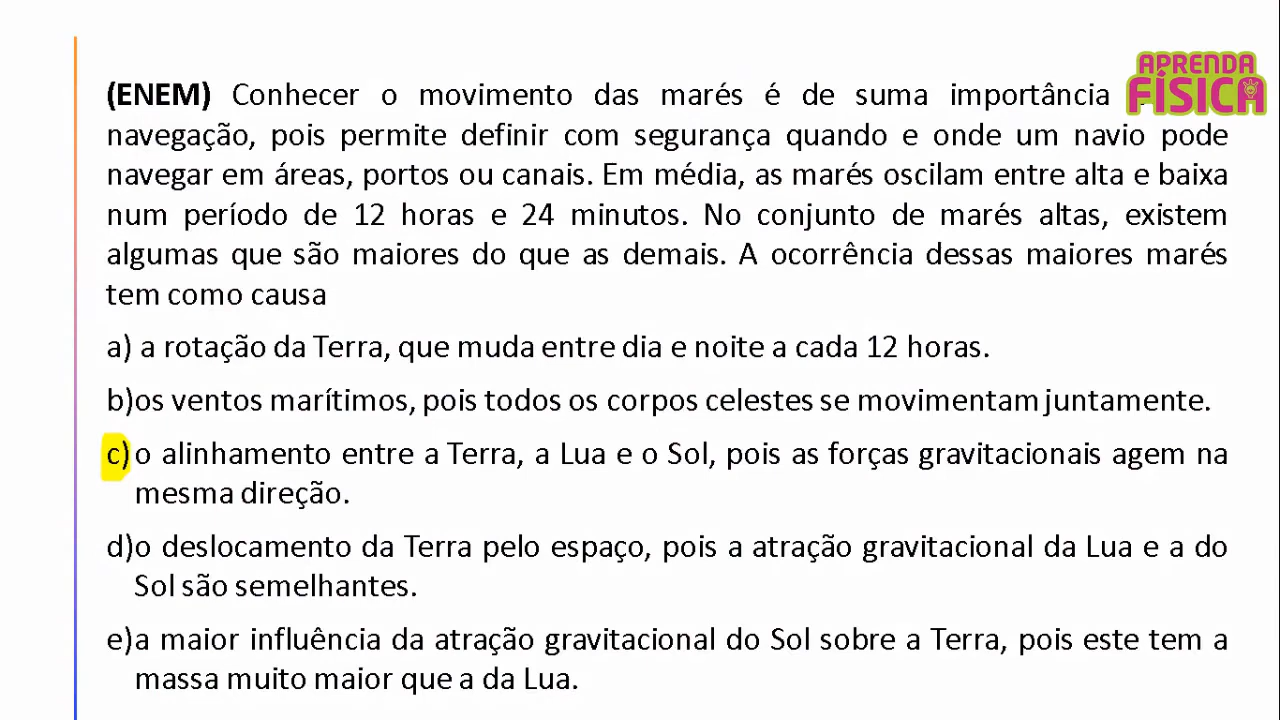 APRENDA
FÍSICA
(ENEM) Conhecer o movimento das marés é de suma importância
navegação, pois permite definir com segurança quando e onde um navio pode
navegar em áreas, portos ou canais. Em média, as marés oscilam entre alta e baixa
num período de 12 horas e 24 minutos. No conjunto de marés altas, existem
algumas que são maiores do que as demais. A ocorrência dessas maiores marés
tem como causa
a) a rotação da Terra, que muda entre dia e noite a cada 12 horas.
b)os ventos marítimos, pois todos os corpos celestes se movimentam juntamente.
c)o alinhamento entre a Terra, a Lua e o Sol, pois as forças gravitacionais agem na
mesma direção.
d)o deslocamento da Terra pelo espaço, pois a atração gravitacional da Lua e a do
Sol são semelhantes.
e)a maior influência da atração gravitacional do Sol sobre a Terra, pois este tem a
massa muito maior que a da Lua.